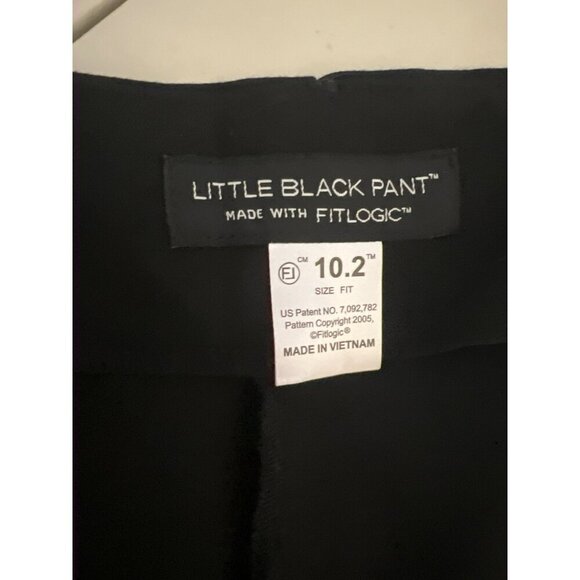 LITTLE BLACK PANT™
MADE WITH FITLOGIC™
FL CM 10.2™
SIZE FIT
US Patent NO. 7,092,782
Pattern Copyright 2005,
©Fitlogic®
MADE IN VIETNAM